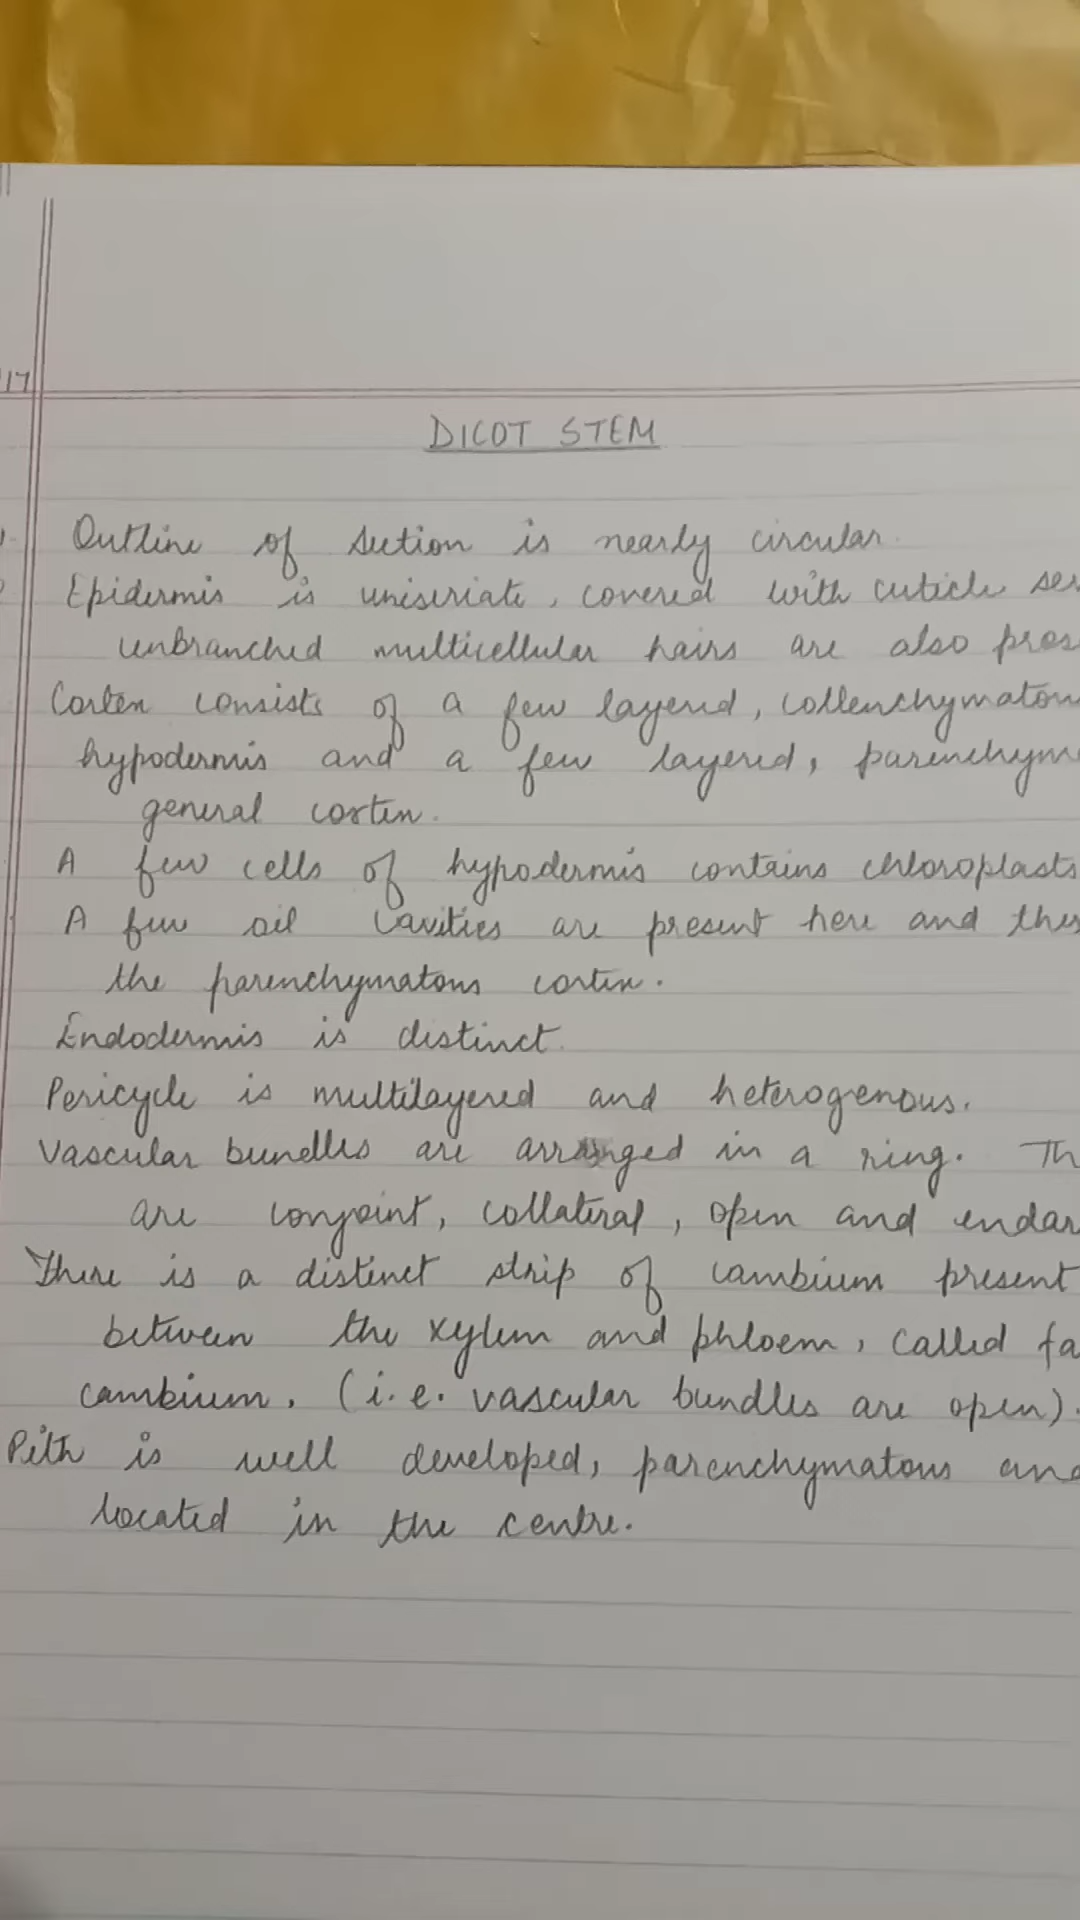 17
DICOT STEM
Outline of section is nearly circular.
Epidermis is uniseriate, covered with cuticle
unbranched multicellular hairs are also
Cortex consists of a few layered,
hypodermis and a few layered,
general cortex.
A few cells of hypodermis contains chloroplasts
A few oil cavities are present here and
the parenchymatous cortex.
Endodermis is distinct.
Pericycle is multilayered and heterogenous.
Vascular bundles are arranged in a ring.
are conjoint, collateral, open and
There is a distinct strip of cambium present
between the xylem and phloem, called
cambium. (i.e. vascular bundles are open).
Pith is well developed, parenchymatous and
located in the centre.